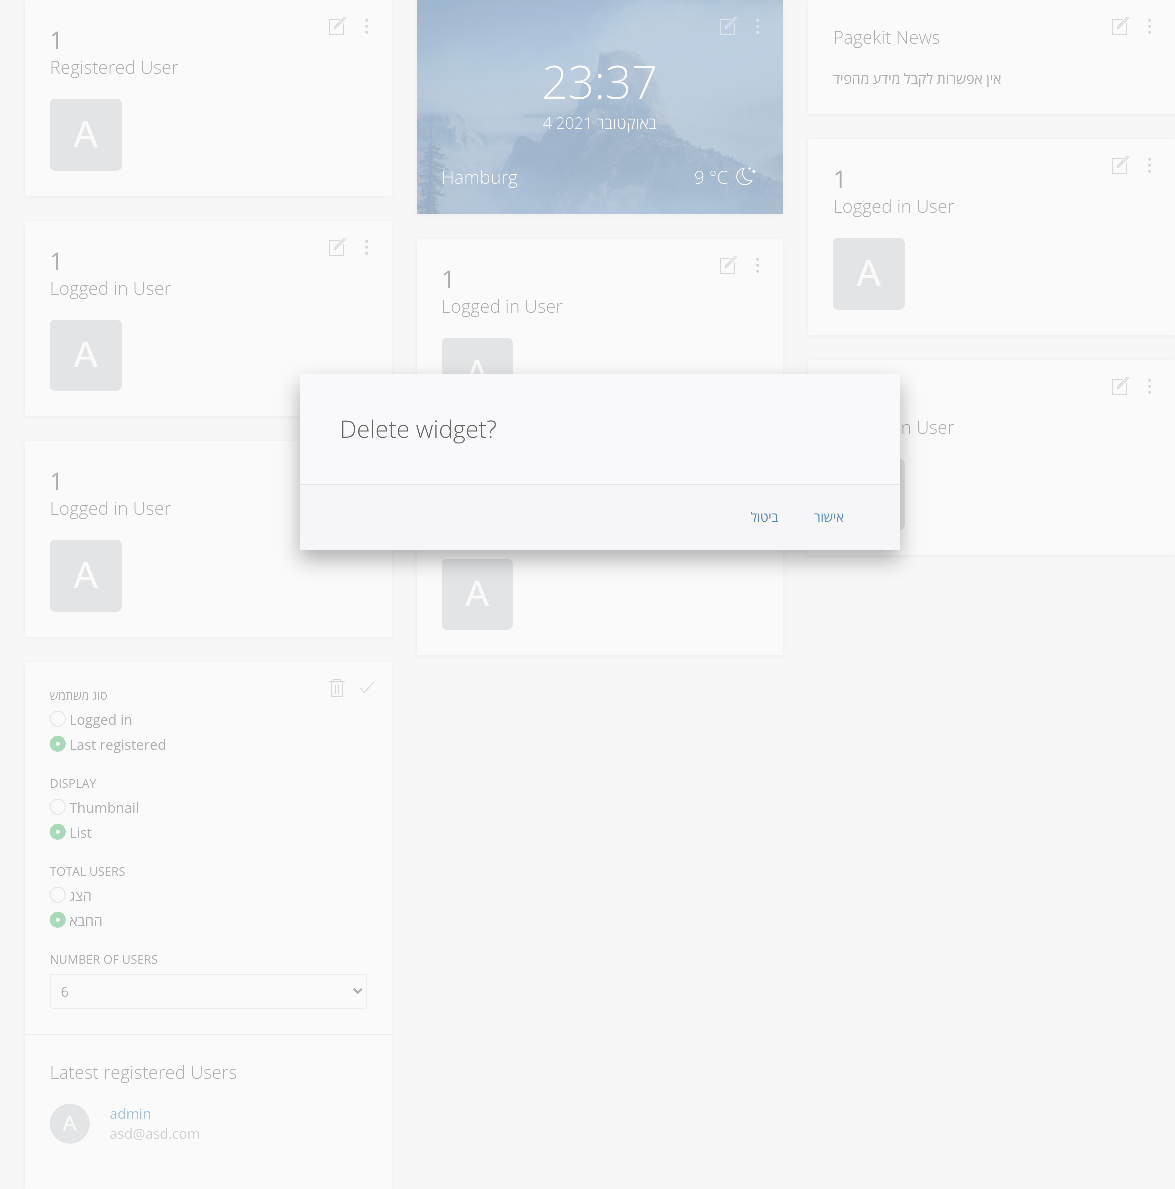 1
Registered User
A
1
Logged in User
A
1
Logged in User
A
סוג משתמש
Logged in
Last registered
DISPLAY
Thumbnail
List
TOTAL USERS
הצג
החבא
NUMBER OF USERS
6
Latest registered Users
A
admin
asd@asd.com
23:37
4 באוקטובר 2021
Hamburg
9 °C
1
Logged in User
A
A
Pagekit News
אין אפשרות לקבל מידע מהפיד
1
Logged in User
A
n User
Delete widget?
ביטול
אישור